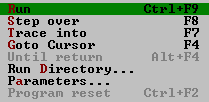 Run Ctrl+F9
Step over F8
Trace into F7
Goto Cursor F4
Until return Alt+F4
Run Directory...
Parameters...
Program reset Ctrl+F2